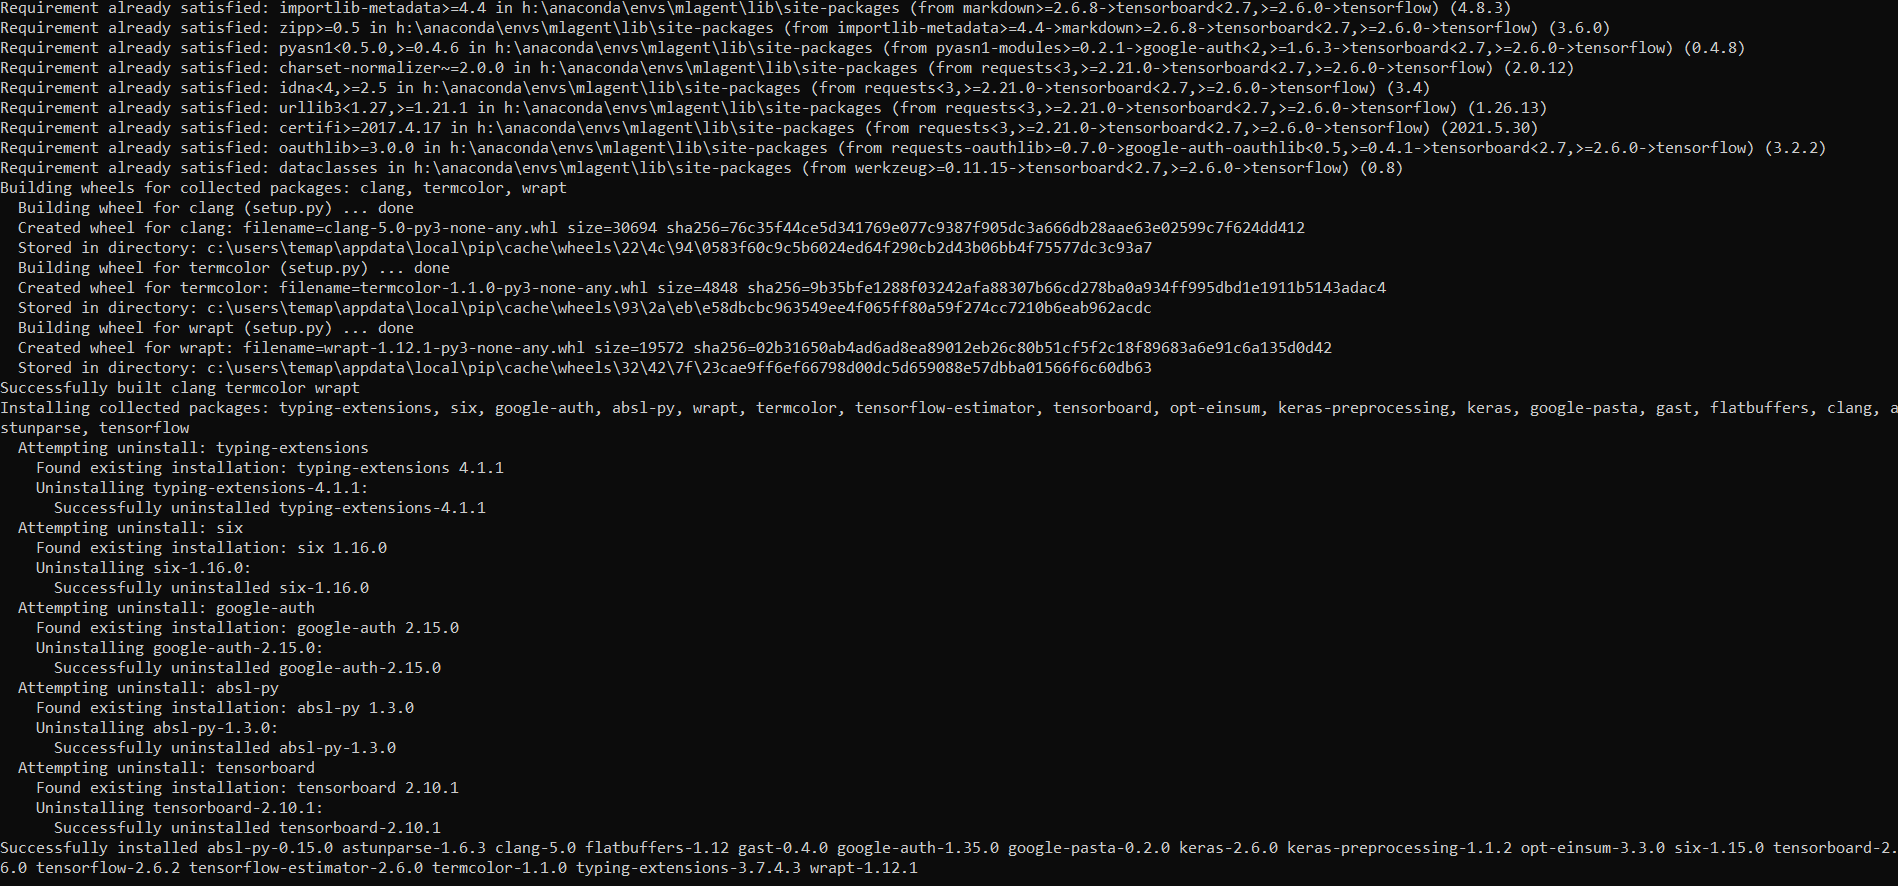 Requirement already satisfied: importlib-metadata>=4.4 in h:\anaconda\envs\mlagent\lib\site-packages (from markdown>=2.6.8->tensorboard<2.7,>=2.6.0->tensorflow) (4.8.3)
Requirement already satisfied: zipp>=0.5 in h:\anaconda\envs\mlagent\lib\site-packages (from importlib-metadata>=4.4->markdown>=2.6.8->tensorboard<2.7,>=2.6.0->tensorflow) (3.6.0)
Requirement already satisfied: pyasn1<0.5.0,>=0.4.6 in h:\anaconda\envs\mlagent\lib\site-packages (from pyasn1-modules>=0.2.1->google-auth<2,>=1.6.3->tensorboard<2.7,>=2.6.0->tensorflow) (0.4.8)
Requirement already satisfied: charset-normalizer~=2.0.0 in h:\anaconda\envs\mlagent\lib\site-packages (from requests<3,>=2.21.0->tensorboard<2.7,>=2.6.0->tensorflow) (2.0.12)
Requirement already satisfied: idna<4,>=2.5 in h:\anaconda\envs\mlagent\lib\site-packages (from requests<3,>=2.21.0->tensorboard<2.7,>=2.6.0->tensorflow) (3.4)
Requirement already satisfied: urllib3<1.27,>=1.21.1 in h:\anaconda\envs\mlagent\lib\site-packages (from requests<3,>=2.21.0->tensorboard<2.7,>=2.6.0->tensorflow) (1.26.13)
Requirement already satisfied: certifi>=2017.4.17 in h:\anaconda\envs\mlagent\lib\site-packages (from requests<3,>=2.21.0->tensorboard<2.7,>=2.6.0->tensorflow) (2021.5.30)
Requirement already satisfied: oauthlib>=3.0.0 in h:\anaconda\envs\mlagent\lib\site-packages (from requests-oauthlib>=0.7.0->google-auth-oauthlib<0.5,>=0.4.1->tensorboard<2.7,>=2.6.0->tensorflow) (3.2.2)
Requirement already satisfied: dataclasses in h:\anaconda\envs\mlagent\lib\site-packages (from werkzeug>=0.11.15->tensorboard<2.7,>=2.6.0->tensorflow) (0.8)
Building wheels for collected packages: clang, termcolor, wrapt
  Building wheel for clang (setup.py) ... done
  Created wheel for clang: filename=clang-5.0-py3-none-any.whl size=30694 sha256=76c35f44ce5d341769e077c9387f905dc3a666db28aae63e02599c7f624dd412
  Stored in directory: c:\users\temap\appdata\local\pip\cache\wheels\22\4c\94\0583f60c9c5b6024ed64f290cb2d43b06bb4f75577dc3c93a7
  Building wheel for termcolor (setup.py) ... done
  Created wheel for termcolor: filename=termcolor-1.1.0-py3-none-any.whl size=4848 sha256=9b35bfe1288f03242afa88307b66cd278ba0a934ff995dbd1e1911b5143adac4
  Stored in directory: c:\users\temap\appdata\local\pip\cache\wheels\93\2a\eb\e58dbcbc963549ee4f065ff80a59f274cc7210b6eab962acdc
  Building wheel for wrapt (setup.py) ... done
  Created wheel for wrapt: filename=wrapt-1.12.1-py3-none-any.whl size=19572 sha256=02b31650ab4ad6ad8ea89012eb26c80b51cf5f2c18f89683a6e91c6a135d0d42
  Stored in directory: c:\users\temap\appdata\local\pip\cache\wheels\32\42\7f\23cae9ff6ef66798d00dc5d659088e57dbba01566f6c60db63
Successfully built clang termcolor wrapt
Installing collected packages: typing-extensions, six, google-auth, absl-py, wrapt, termcolor, tensorflow-estimator, tensorboard, opt-einsum, keras-preprocessing, keras, google-pasta, gast, flatbuffers, clang, a
stunparse, tensorflow
  Attempting uninstall: typing-extensions
    Found existing installation: typing-extensions 4.1.1
    Uninstalling typing-extensions-4.1.1:
      Successfully uninstalled typing-extensions-4.1.1
  Attempting uninstall: six
    Found existing installation: six 1.16.0
    Uninstalling six-1.16.0:
      Successfully uninstalled six-1.16.0
  Attempting uninstall: google-auth
    Found existing installation: google-auth 2.15.0
    Uninstalling google-auth-2.15.0:
      Successfully uninstalled google-auth-2.15.0
  Attempting uninstall: absl-py
    Found existing installation: absl-py 1.3.0
    Uninstalling absl-py-1.3.0:
      Successfully uninstalled absl-py-1.3.0
  Attempting uninstall: tensorboard
    Found existing installation: tensorboard 2.10.1
    Uninstalling tensorboard-2.10.1:
      Successfully uninstalled tensorboard-2.10.1
Successfully installed absl-py-0.15.0 astunparse-1.6.3 clang-5.0 flatbuffers-1.12 gast-0.4.0 google-auth-1.35.0 google-pasta-0.2.0 keras-2.6.0 keras-preprocessing-1.1.2 opt-einsum-3.3.0 six-1.15.0 tensorboard-2.
6.0 tensorflow-2.6.2 tensorflow-estimator-2.6.0 termcolor-1.1.0 typing-extensions-3.7.4.3 wrapt-1.12.1